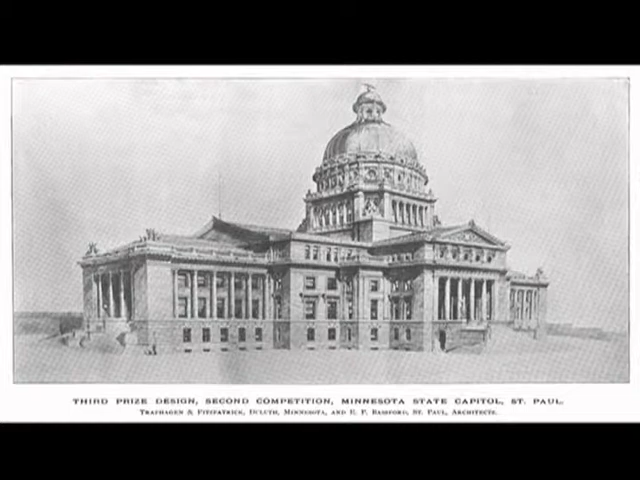 THIRD PRIZE DESIGN, SECOND COMPETITION, MINNESOTA STATE CAPITOL, ST. PAUL.
TRAPHAGEN & FITZPATRICK, DULUTH, MINNESOTA, AND E. P. BASSFORD, ST. PAUL, ARCHITECTS.